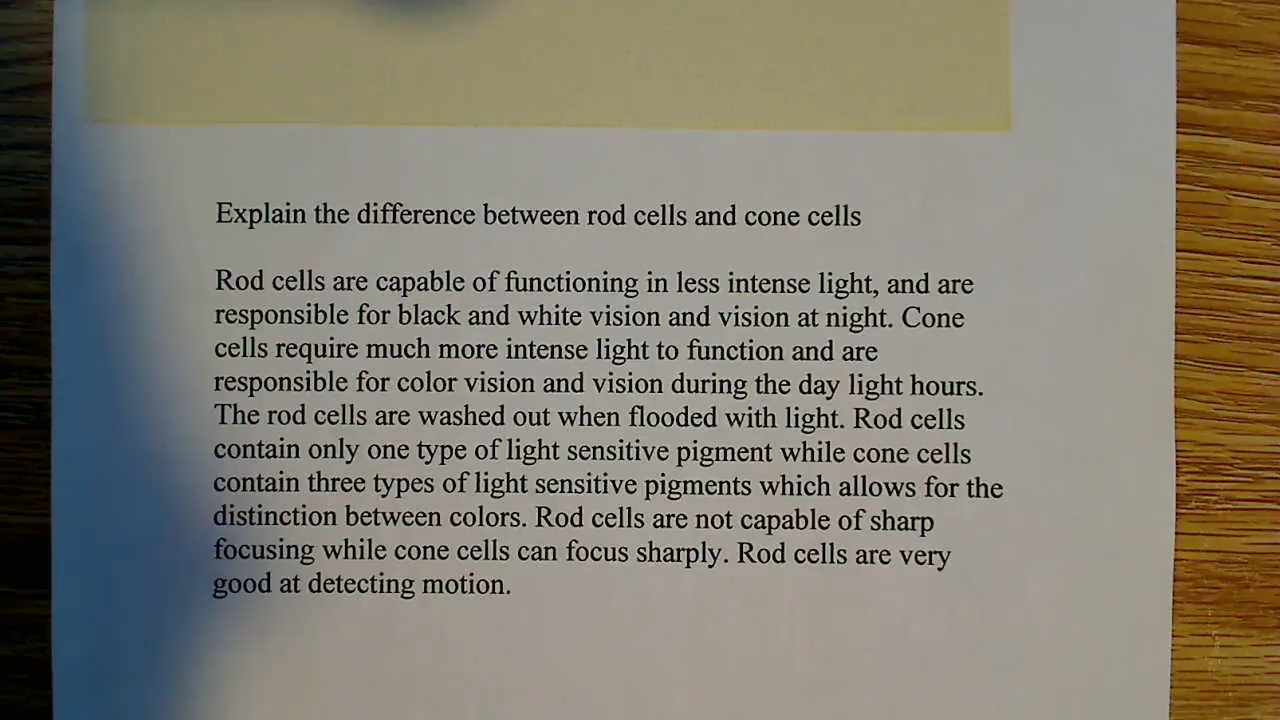 Explain the difference between rod cells and cone cells
Rod cells are capable of functioning in less intense light, and are
responsible for black and white vision and vision at night. Cone
cells require much more intense light to function and are
responsible for color vision and vision during the day light hours.
The rod cells are washed out when flooded with light. Rod cells
contain only one type of light sensitive pigment while cone cells
contain three types of light sensitive pigments which allows for the
distinction between colors. Rod cells are not capable of sharp
focusing while cone cells can focus sharply. Rod cells are very
good at detecting motion.